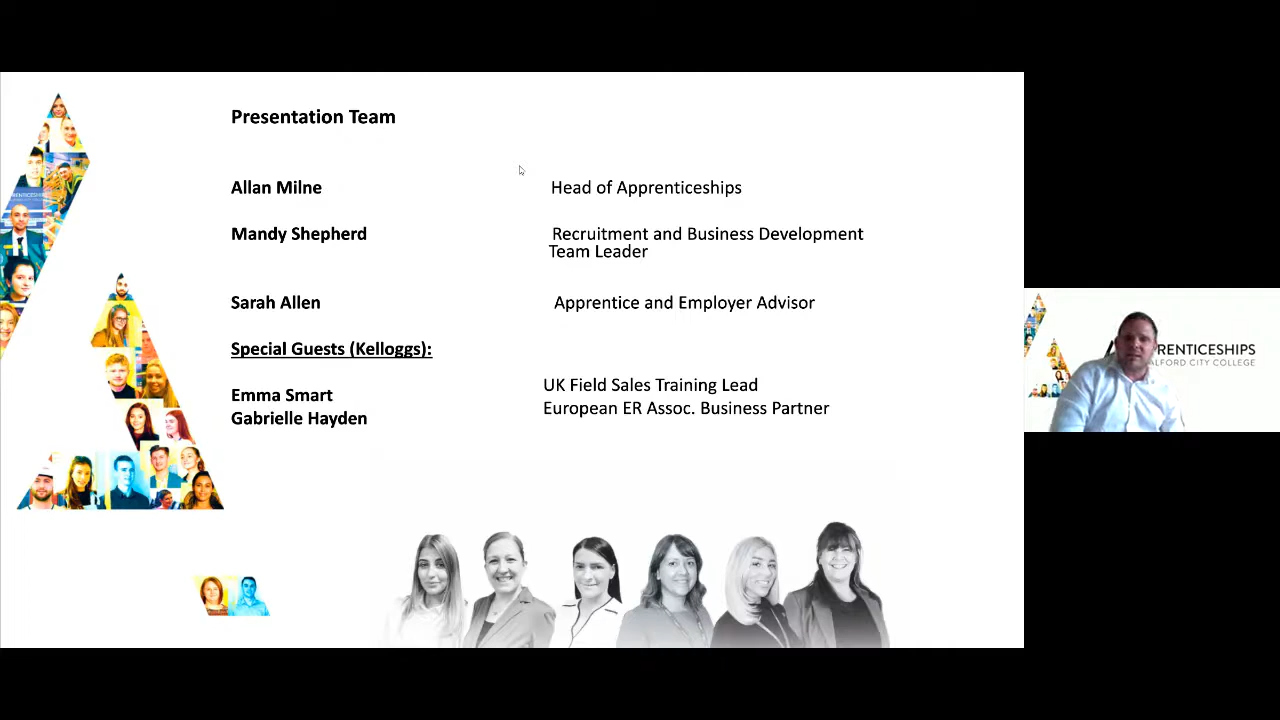 Presentation Team
Allan Milne Head of Apprenticeships
Mandy Shepherd Recruitment and Business Development
Team Leader
Sarah Allen Apprentice and Employer Advisor
Special Guests (Kelloggs):
UK Field Sales Training Lead
Emma Smart
European ER Assoc. Business Partner
Gabrielle Hayden
PRENTICESHIPS
ALFORD CITY COLLEGE